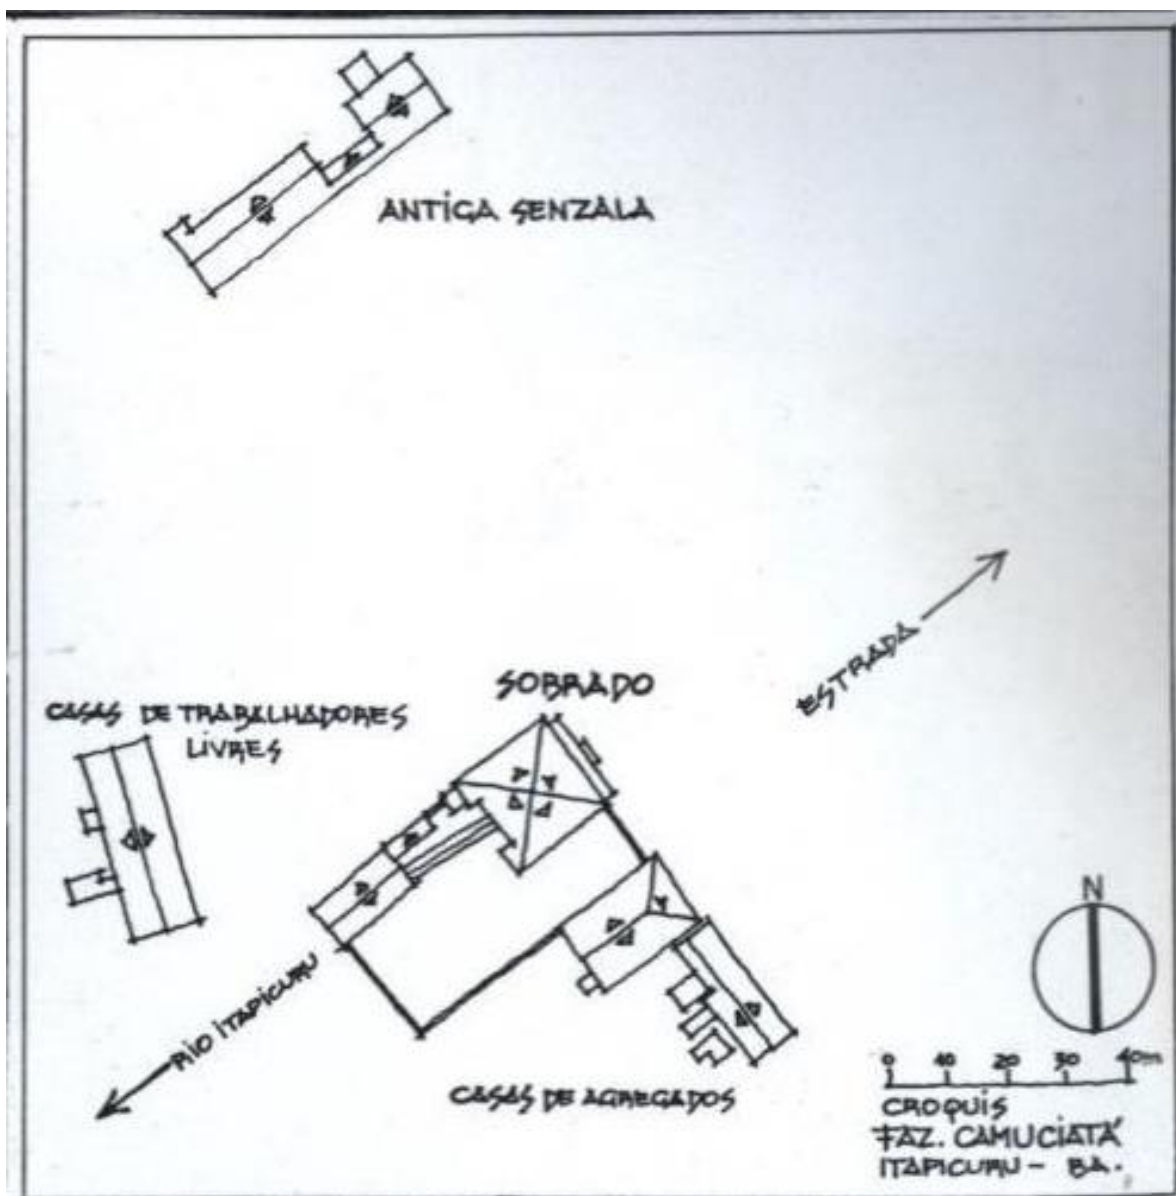 ANTIGA SENZALA
ESTRADA
SOBRADO
CASAS DE TRABALHADORES
LIVRES
RIO ITAPICURU
CASAS DE AGREGADOS
N
0 10 20 30 40m
CROQUIS
FAZ. CAMUCIATÁ
ITAPICURU - BA.